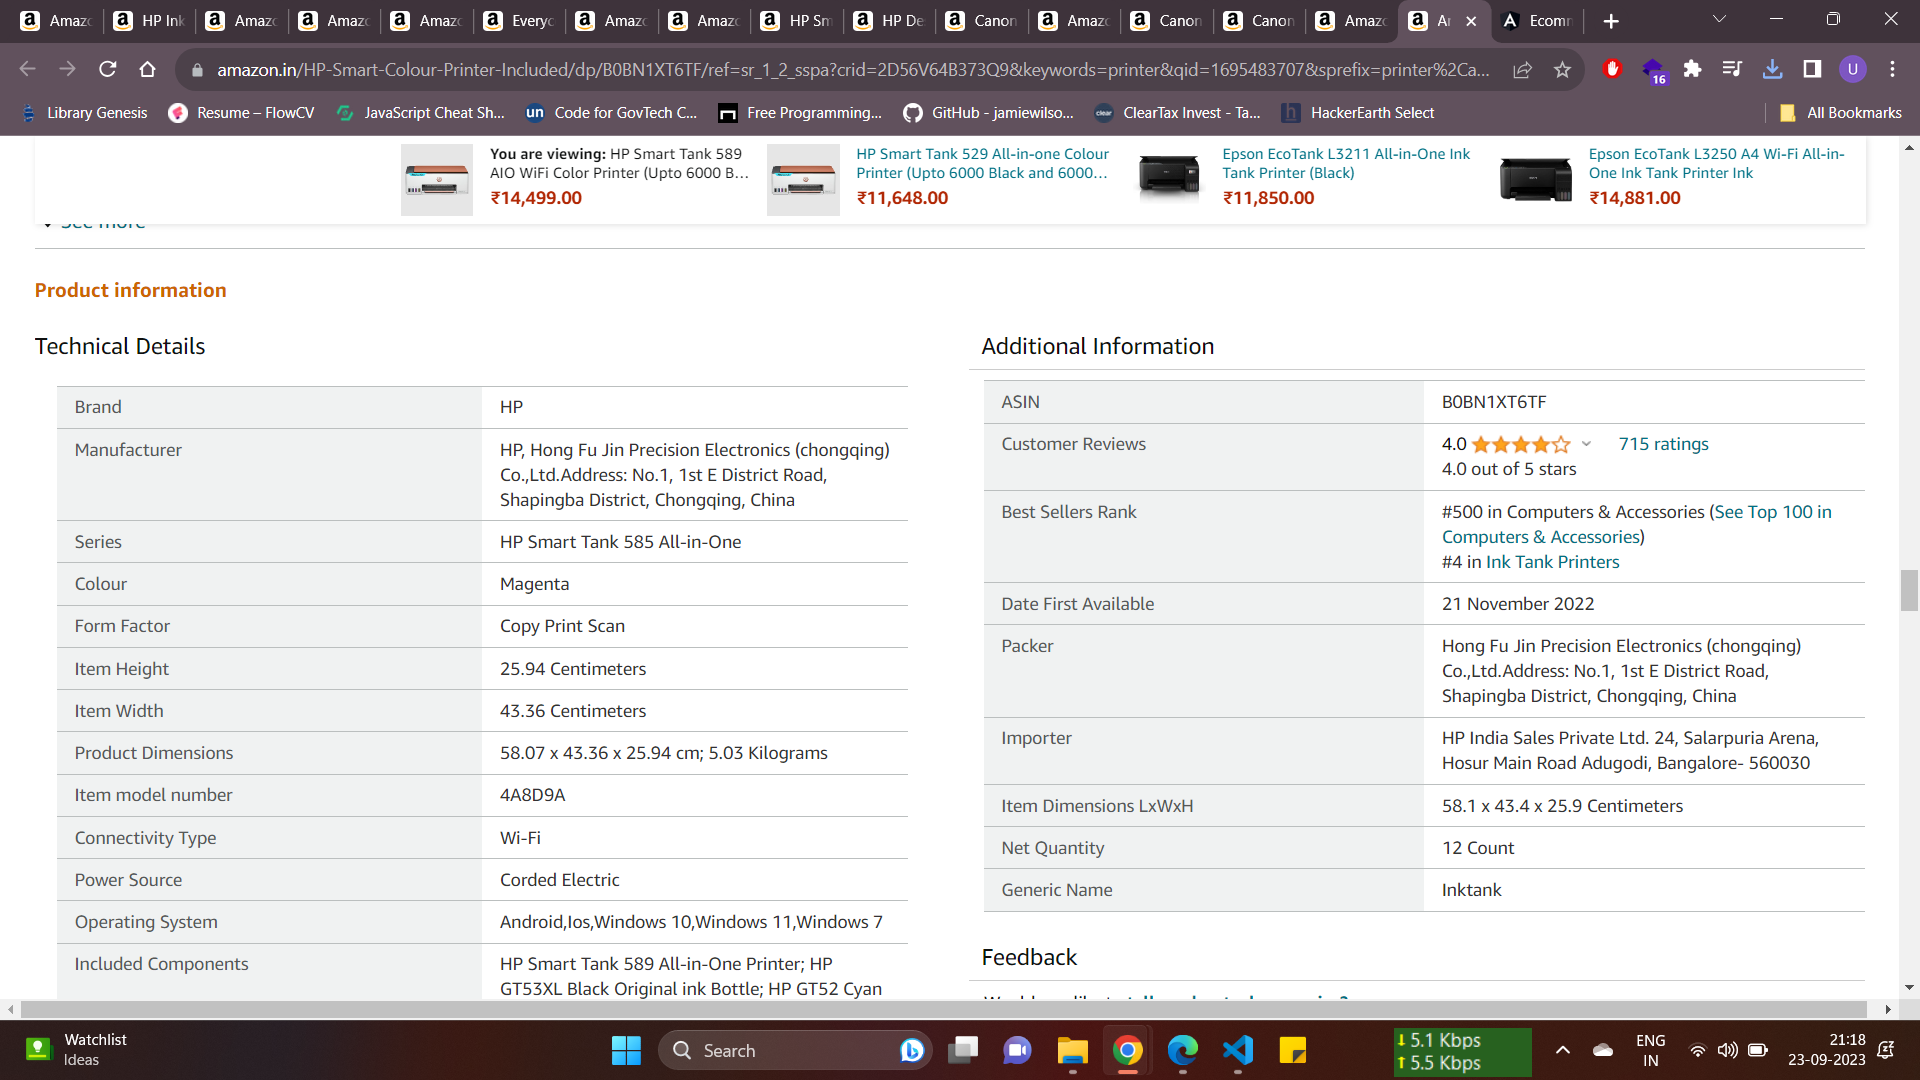 Amazo
HP Ink
Amazo
Amazo
Amazo
Everyo
Amazo
Amazo
HP Sm
HP De
Canon
Amazo
Canon
Canon
Amazo
Ar
Ecomm
amazon.in/HP-Smart-Colour-Printer-Included/dp/B0BN1XT6TF/ref=sr_1_2_sspa?crid=2D56V64B373Q9&keywords=printer&qid=1695483707&sprefix=printer%2Ca...
16
U
Library Genesis
Resume – FlowCV
JavaScript Cheat Sh...
un Code for GovTech C...
Free Programming...
GitHub - jamiewilso...
clear ClearTax Invest - Ta...
h HackerEarth Select
All Bookmarks
You are viewing: HP Smart Tank 589
AIO WiFi Color Printer (Upto 6000 B...
₹14,499.00
HP Smart Tank 529 All-in-one Colour
Printer (Upto 6000 Black and 6000...
₹11,648.00
Epson EcoTank L3211 All-in-One Ink
Tank Printer (Black)
₹11,850.00
Epson EcoTank L3250 A4 Wi-Fi All-in-
One Ink Tank Printer Ink
₹14,881.00
See more
Product information
Technical Details
Brand HP
Manufacturer HP, Hong Fu Jin Precision Electronics (chongqing)
Co.,Ltd.Address: No.1, 1st E District Road,
Shapingba District, Chongqing, China
Series HP Smart Tank 585 All-in-One
Colour Magenta
Form Factor Copy Print Scan
Item Height 25.94 Centimeters
Item Width 43.36 Centimeters
Product Dimensions 58.07 x 43.36 x 25.94 cm; 5.03 Kilograms
Item model number 4A8D9A
Connectivity Type Wi-Fi
Power Source Corded Electric
Operating System Android,Ios,Windows 10,Windows 11,Windows 7
Included Components HP Smart Tank 589 All-in-One Printer; HP
GT53XL Black Original ink Bottle; HP GT52 Cyan
Additional Information
ASIN B0BN1XT6TF
Customer Reviews 4.0 715 ratings
4.0 out of 5 stars
Best Sellers Rank #500 in Computers & Accessories (See Top 100 in
Computers & Accessories)
#4 in Ink Tank Printers
Date First Available 21 November 2022
Packer Hong Fu Jin Precision Electronics (chongqing)
Co.,Ltd.Address: No.1, 1st E District Road,
Shapingba District, Chongqing, China
Importer HP India Sales Private Ltd. 24, Salarpuria Arena,
Hosur Main Road Adugodi, Bangalore- 560030
Item Dimensions LxWxH 58.1 x 43.4 x 25.9 Centimeters
Net Quantity 12 Count
Generic Name Inktank
Feedback
Watchlist
Ideas
Search
5.1 Kbps
5.5 Kbps
ENG
IN
21:18
23-09-2023